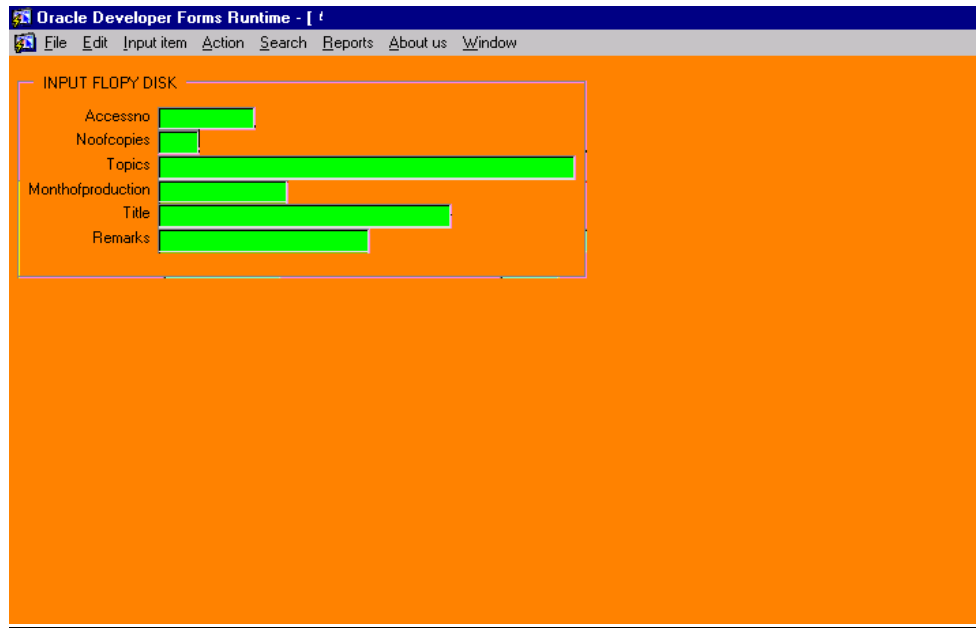 Oracle Developer Forms Runtime - [
File Edit Input item Action Search Reports About us Window
INPUT FLOPY DISK
Accessno
Noofcopies
Topics
Monthofproduction
Title
Remarks